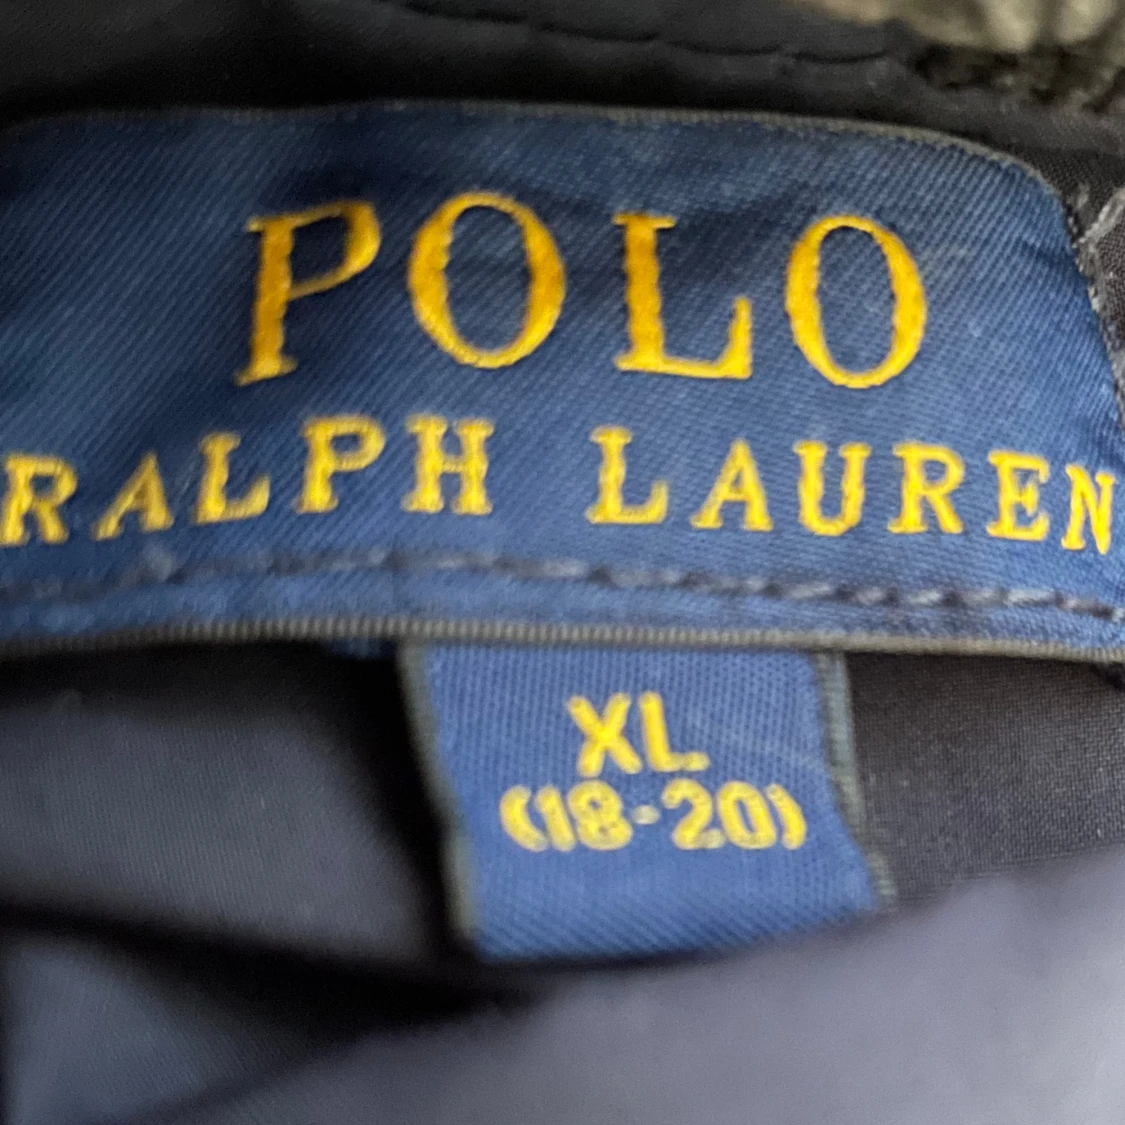 POLO
RALPH LAUREN
XL
(18-20)